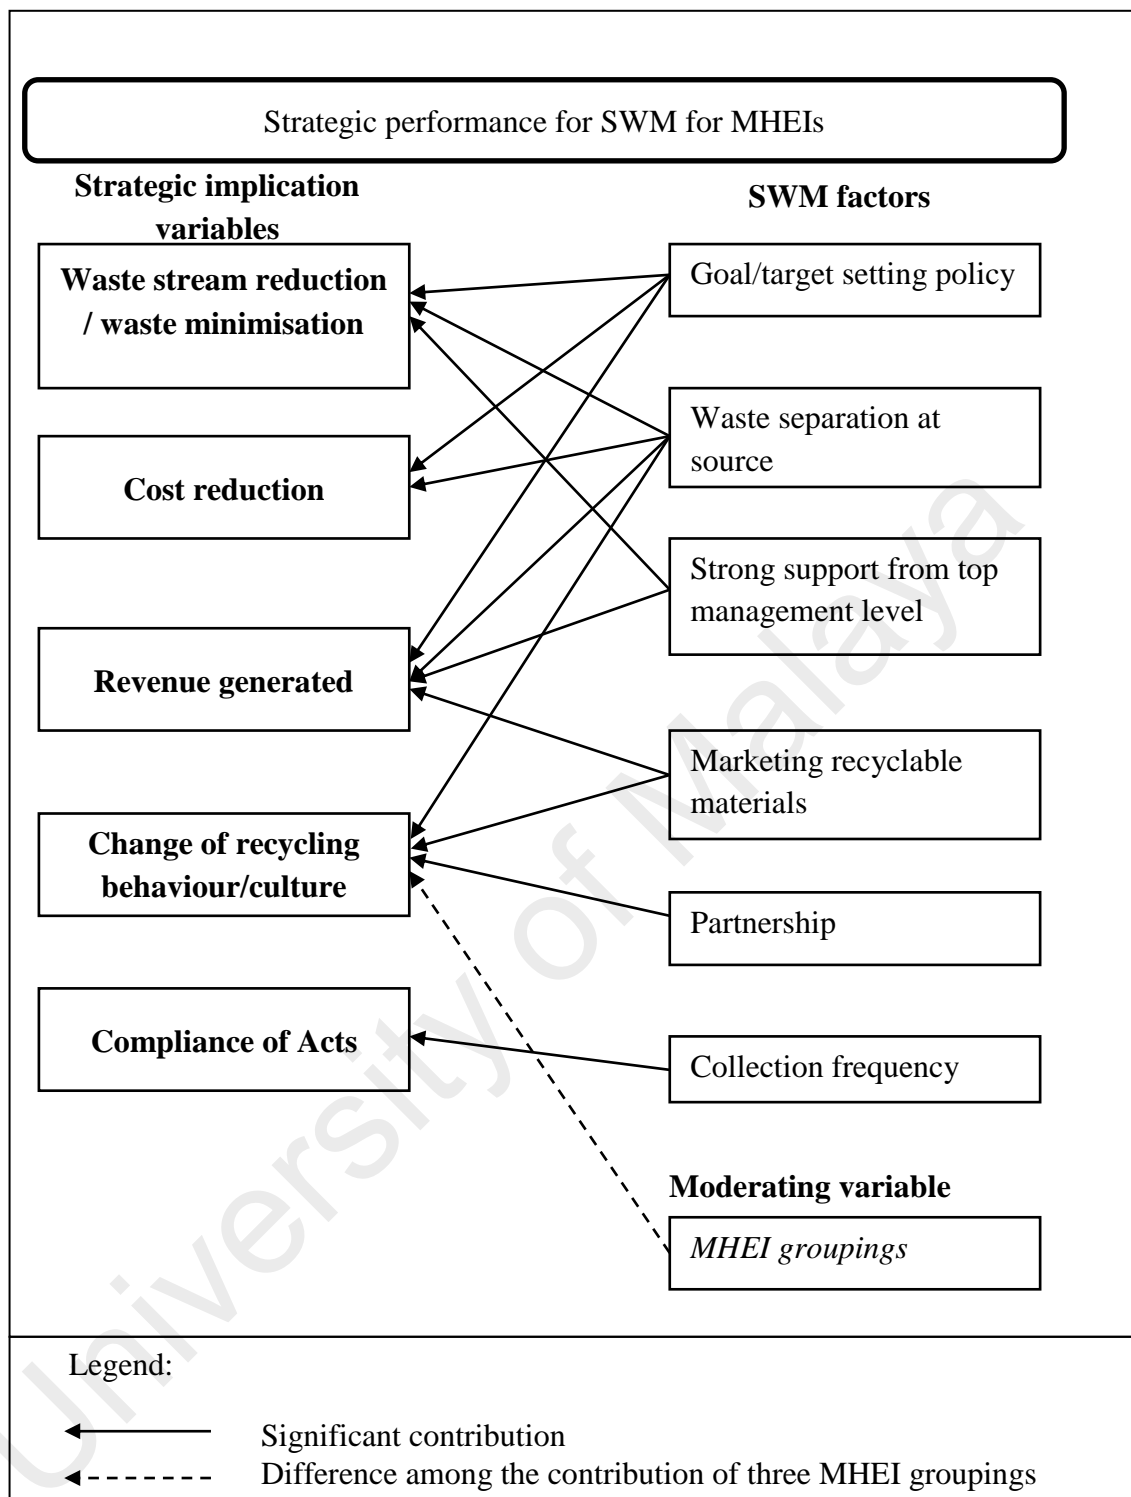 Strategic performance for SWM for MHEIs
Strategic implication
variables
SWM factors
Waste stream reduction
/ waste minimisation
Goal/target setting policy
Waste separation at
source
Cost reduction
Strong support from top
management level
Revenue generated
Marketing recyclable
materials
Change of recycling
behaviour/culture
Partnership
Compliance of Acts
Collection frequency
Moderating variable
MHEI groupings
Legend:
Significant contribution
Difference among the contribution of three MHEI groupings
University of Malaya